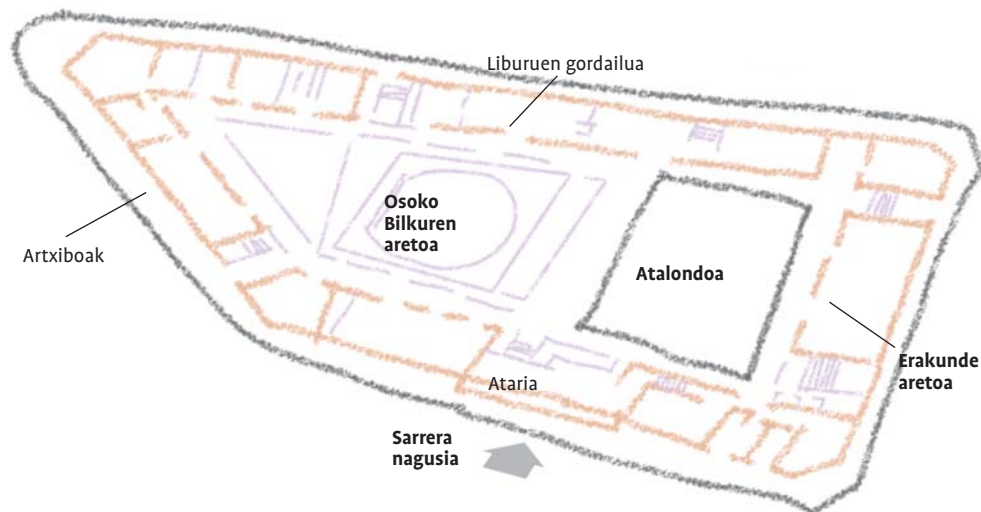 Liburuen gordailua
Osoko
Bilkuren
aretoa
Artxiboak
Atalondoa
Erakunde
aretoa
Ataria
Sarrera
nagusia